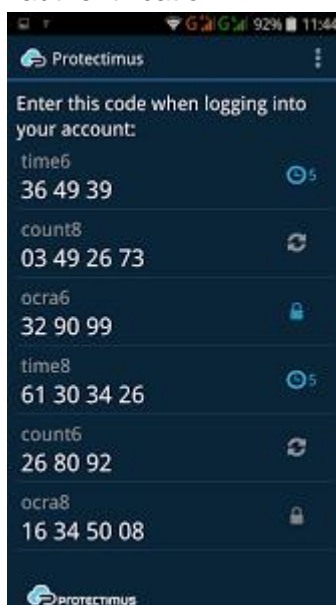 92% 11:44
Protectimus
Enter this code when logging into
your account:
time6
36 49 39
5
count8
03 49 26 73
ocra6
32 90 99
time8
61 30 34 26
5
count6
26 80 92
ocra8
16 34 50 08
PROTECTIMUS